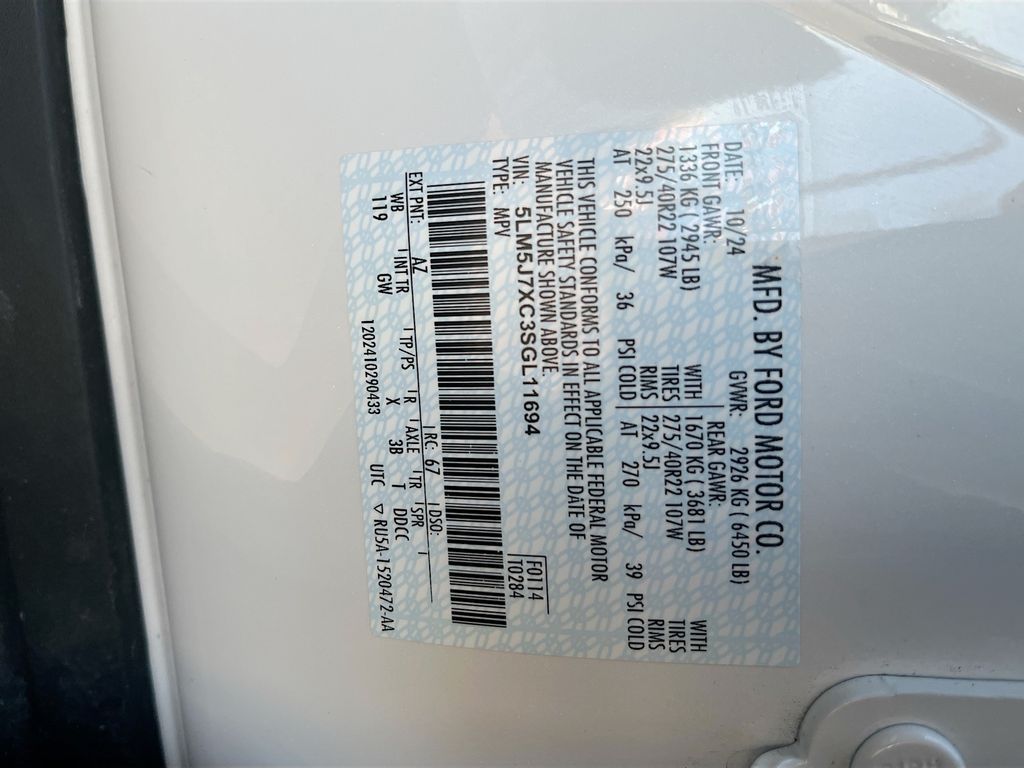 MFD. BY FORD MOTOR CO.
DATE: 10/24 GVWR: 2926 KG ( 6450 LB)
FRONT GAWR: REAR GAWR:
1336 KG ( 2945 LB) WITH 1670 KG ( 3681 LB) WITH
275/40R22 107W TIRES 275/40R22 107W TIRES
22x9.5J RIMS 22x9.5J RIMS
AT 250 kPa/ 36 PSI COLD AT 270 kPa/ 39 PSI COLD
THIS VEHICLE CONFORMS TO ALL APPLICABLE FEDERAL MOTOR
VEHICLE SAFETY STANDARDS IN EFFECT ON THE DATE OF
MANUFACTURE SHOWN ABOVE.
VIN: 5LM5J7XC3SGL11694 F0114
TYPE: MPV T0284
EXT PNT: AZ RC: 67 DSO:
WB INT TR TP/PS R AXLE TR SPR
119 GW X 3B T DDCC
120241029043​3 UTC ▽ RU5A-1520472-AA